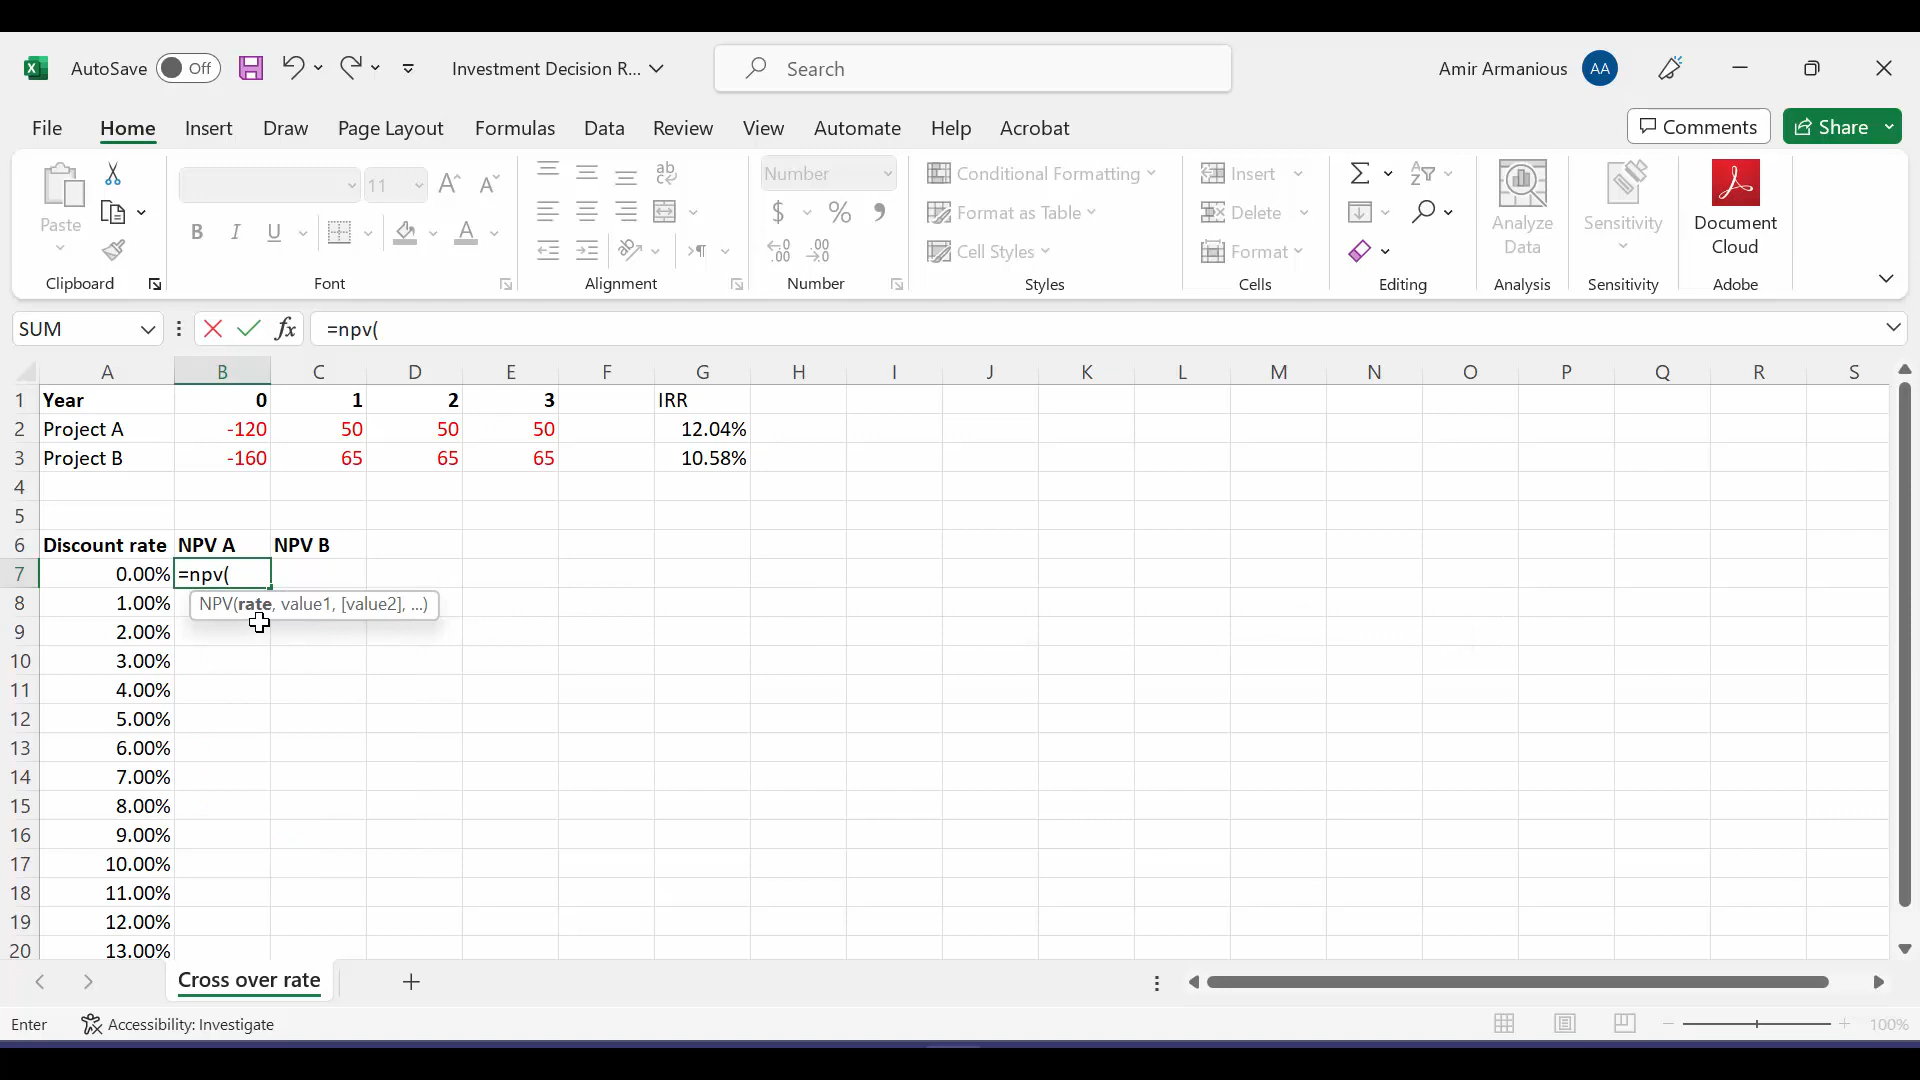 AutoSave Off Investment Decision R... Search Amir Armanious AA
File Home Insert Draw Page Layout Formulas Data Review View Automate Help Acrobat Comments Share
Paste 11 Number Conditional Formatting Insert Analyze Data Sensitivity Document Cloud
B I U Format as Table Delete
Cell Styles Format
Clipboard Font Alignment Number Styles Cells Editing Analysis Sensitivity Adobe
SUM fx =npv(
A B C D E F G H I J K L M N O P Q R S
1 Year 0 1 2 3 IRR
2 Project A -120 50 50 50 12.04%
3 Project B -160 65 65 65 10.58%
4
5
6 Discount rate NPV A NPV B
7 0.00% =npv(
8 1.00% NPV(rate, value1, [value2], ...)
9 2.00%
10 3.00%
11 4.00%
12 5.00%
13 6.00%
14 7.00%
15 8.00%
16 9.00%
17 10.00%
18 11.00%
19 12.00%
20 13.00%
Cross over rate
Enter Accessibility: Investigate 100%